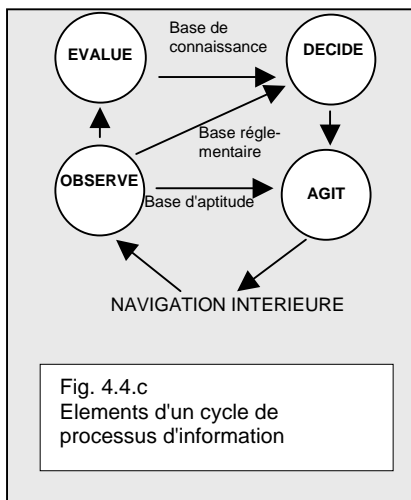 Base de
connaissance
EVALUE
DECIDE
Base régle-
mentaire
OBSERVE
Base d'aptitude
AGIT
NAVIGATION INTERIEURE
Fig. 4.4.c
Elements d'un cycle de
processus d'information